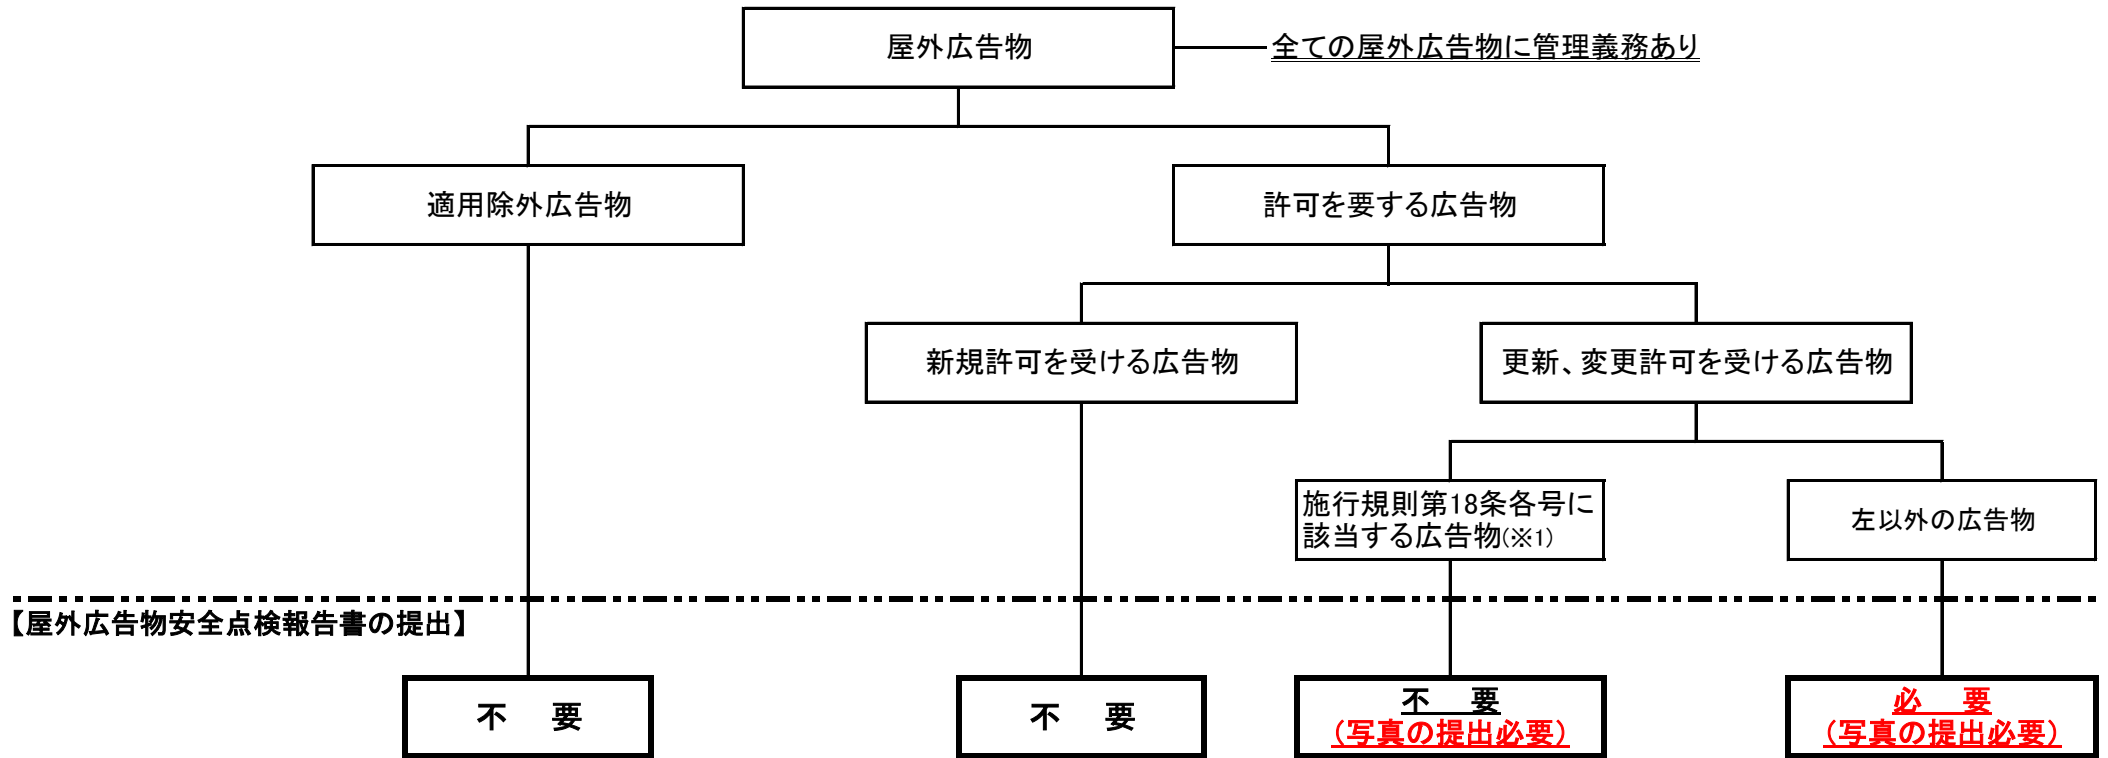 屋外広告物
全ての屋外広告物に管理義務あり
適用除外広告物
許可を要する広告物
新規許可を受ける広告物
更新、変更許可を受ける広告物
施行規則第18条各号に
該当する広告物(※1)
左以外の広告物
【屋外広告物安全点検報告書の提出】
不　要
不　要
不　要
（写真の提出必要）
必　要
（写真の提出必要）